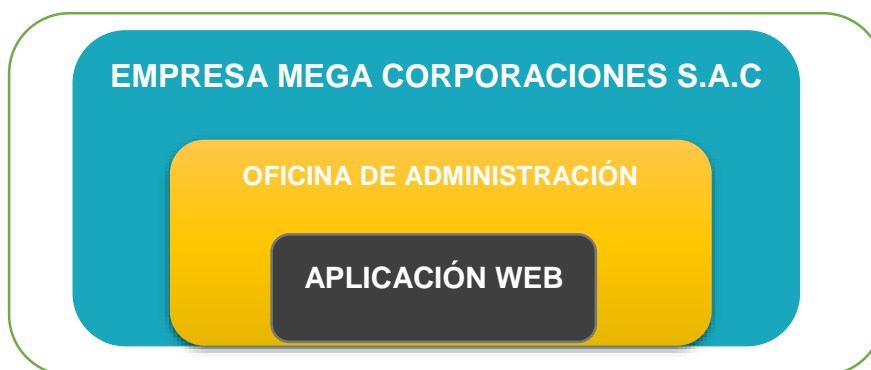 EMPRESA MEGA CORPORACIONES S.A.C
OFICINA DE ADMINISTRACIÓN
APLICACIÓN WEB